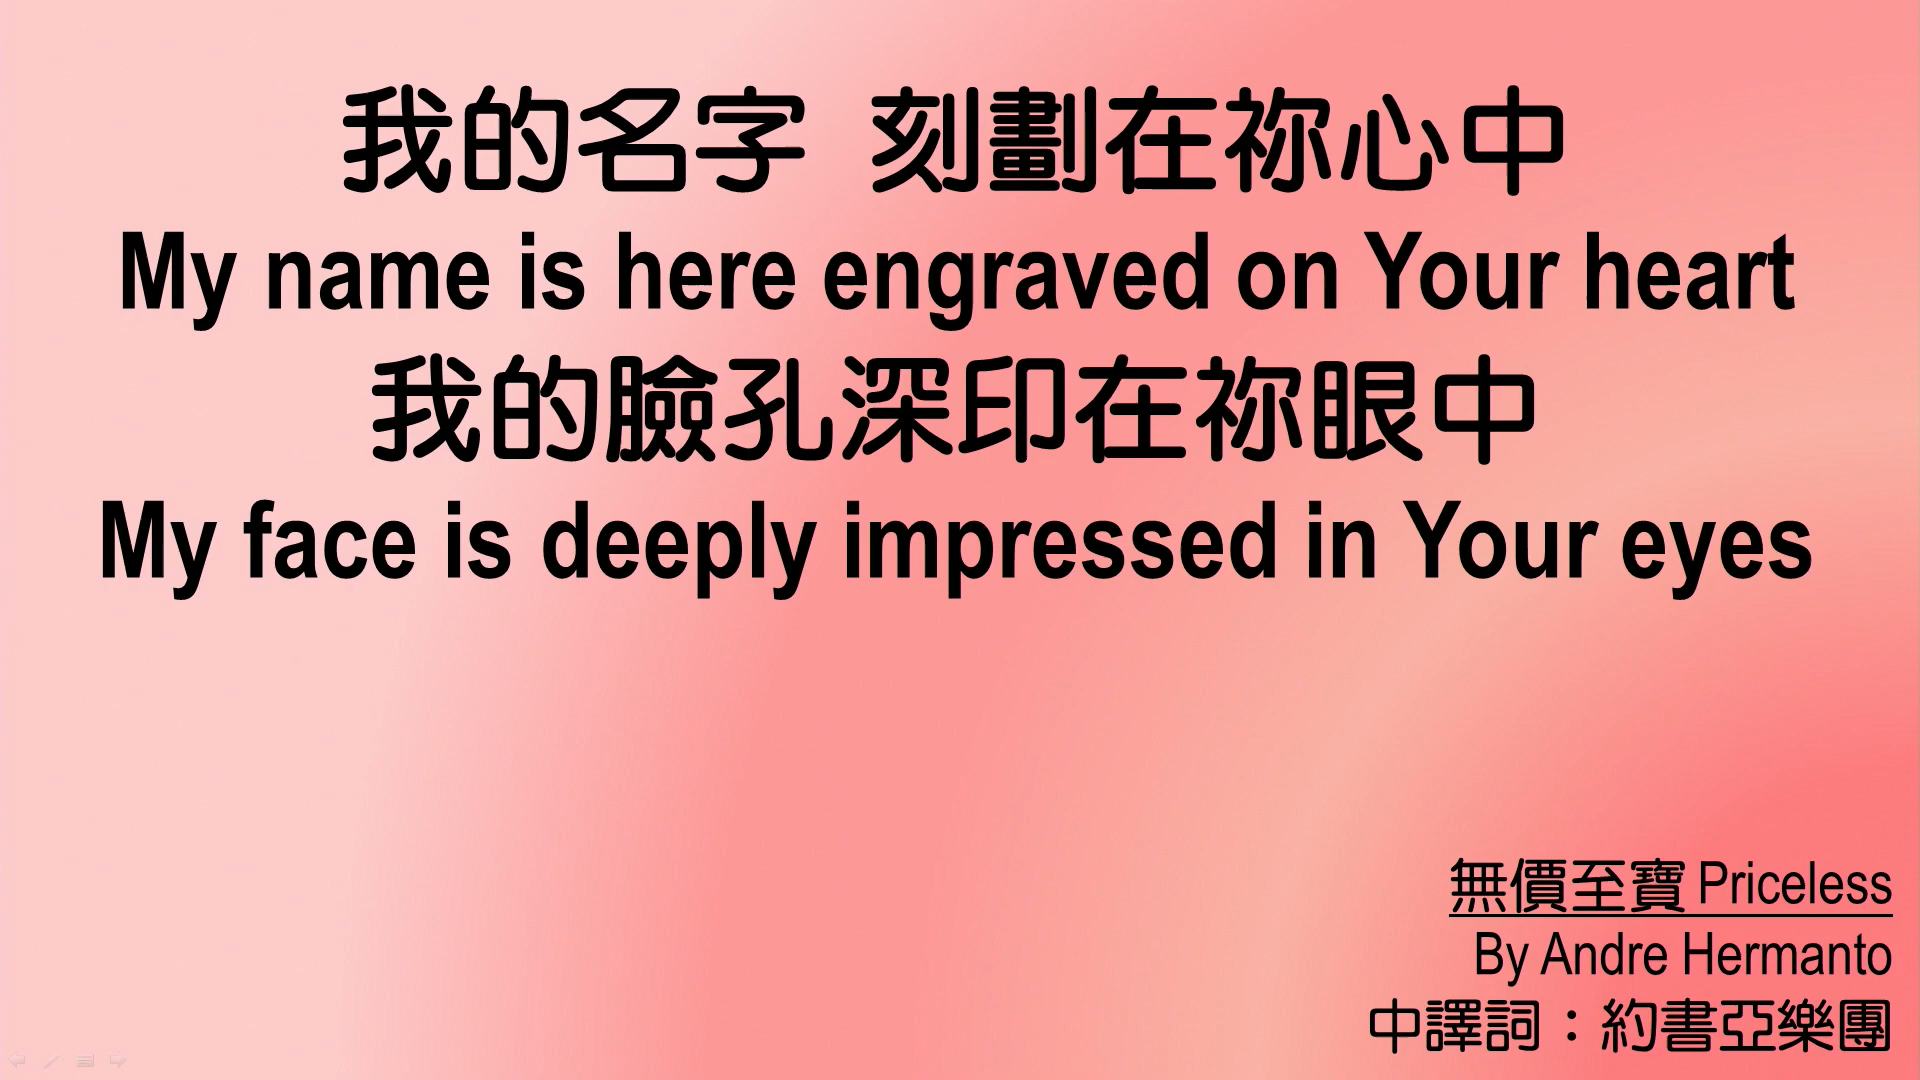 我的名字 刻劃在祢心中
My name is here engraved on Your heart
我的臉孔深印在祢眼中
My face is deeply impressed in Your eyes
無價至寶 Priceless
By Andre Hermanto
中譯詞：約書亞樂團